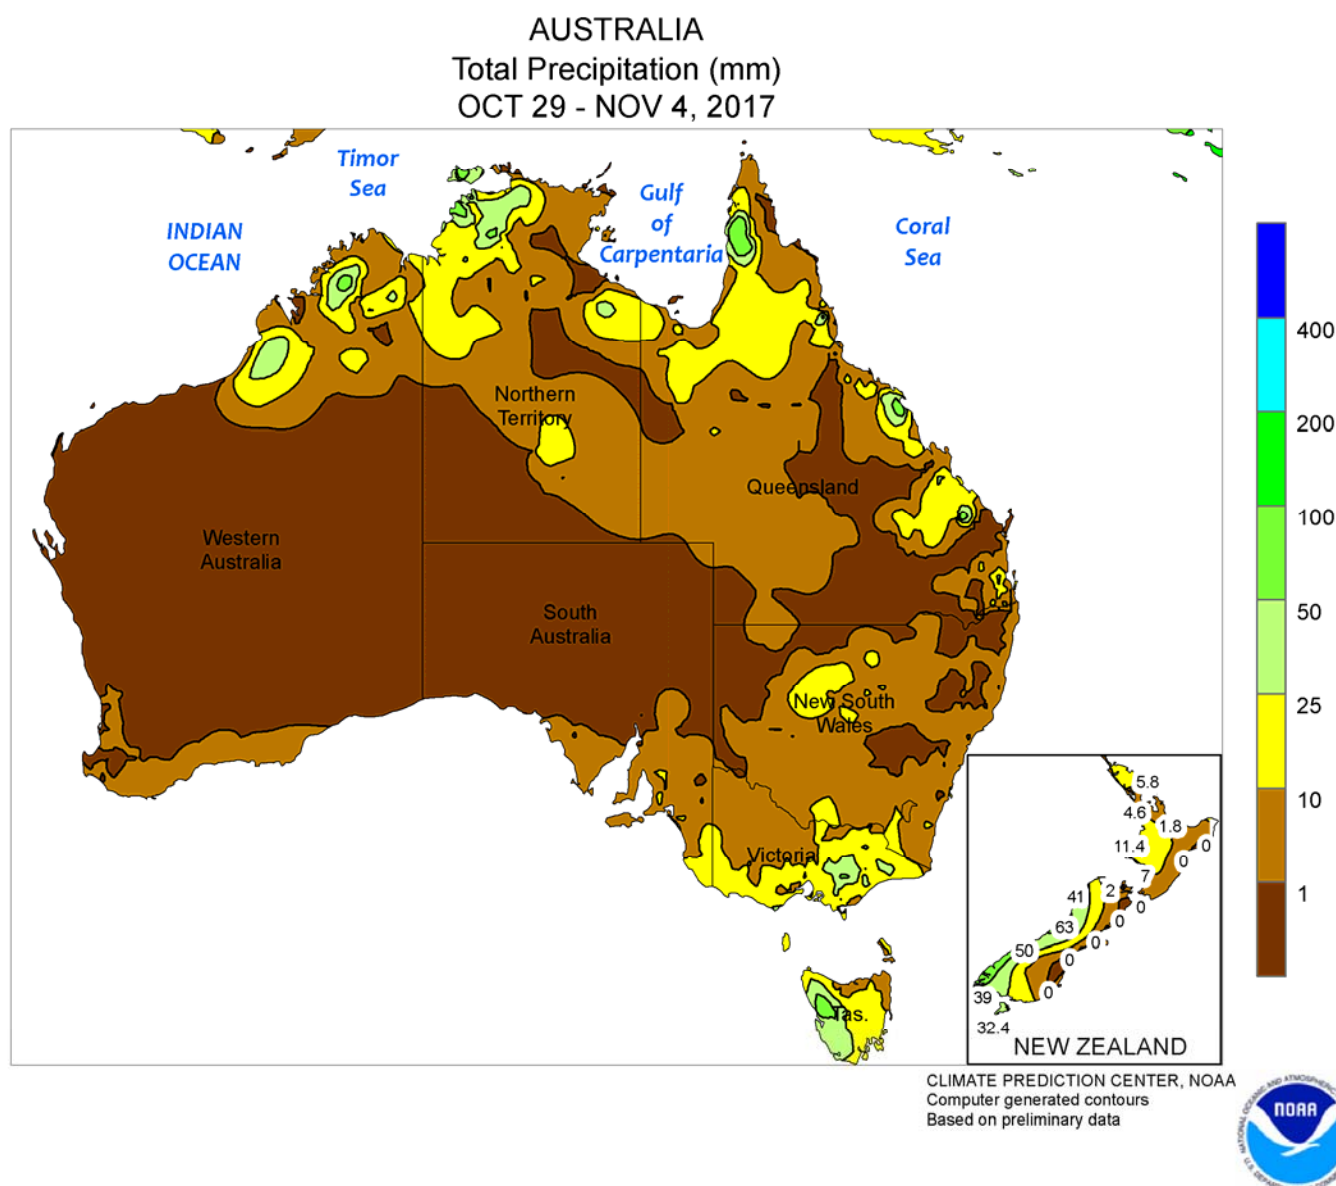 AUSTRALIA
Total Precipitation (mm)
OCT 29 - NOV 4, 2017
Timor
Sea
Gulf
of
Carpentaria
INDIAN
OCEAN
Coral
Sea
400
200
100
50
25
10
1
Northern
Territory
Queensland
Western
Australia
South
Australia
New South
Wales
Victoria
Tas.
5.8
4.6
1.8
11.4
0
0
7
2
41
0
0
63
0
50
0
39
0
32.4
NEW ZEALAND
CLIMATE PREDICTION CENTER, NOAA
Computer generated contours
Based on preliminary data
NOAA